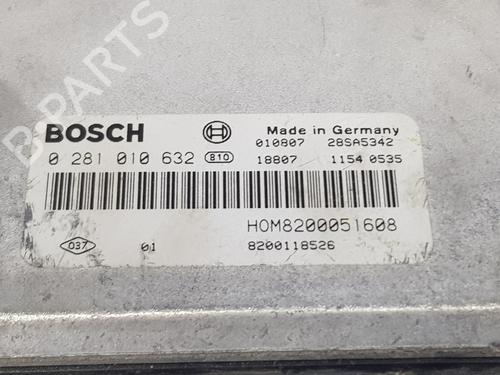 B PARTS
BOSCH
Made in Germany
010807 28SA5342
0 281 010 632 810 18807 1154 0535
HOM8200051608
037 01 8200118526